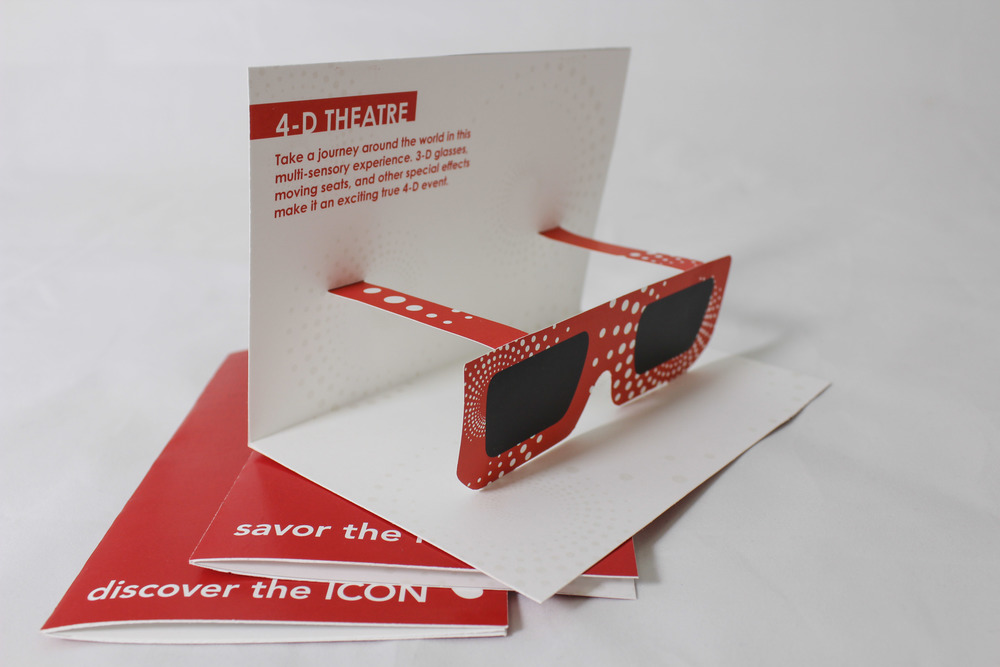 4-D THEATRE
Take a journey around the world in this
multi-sensory experience. 3-D glasses,
moving seats, and other special effects
make it an exciting true 4-D event.
savor the
discover the ICON